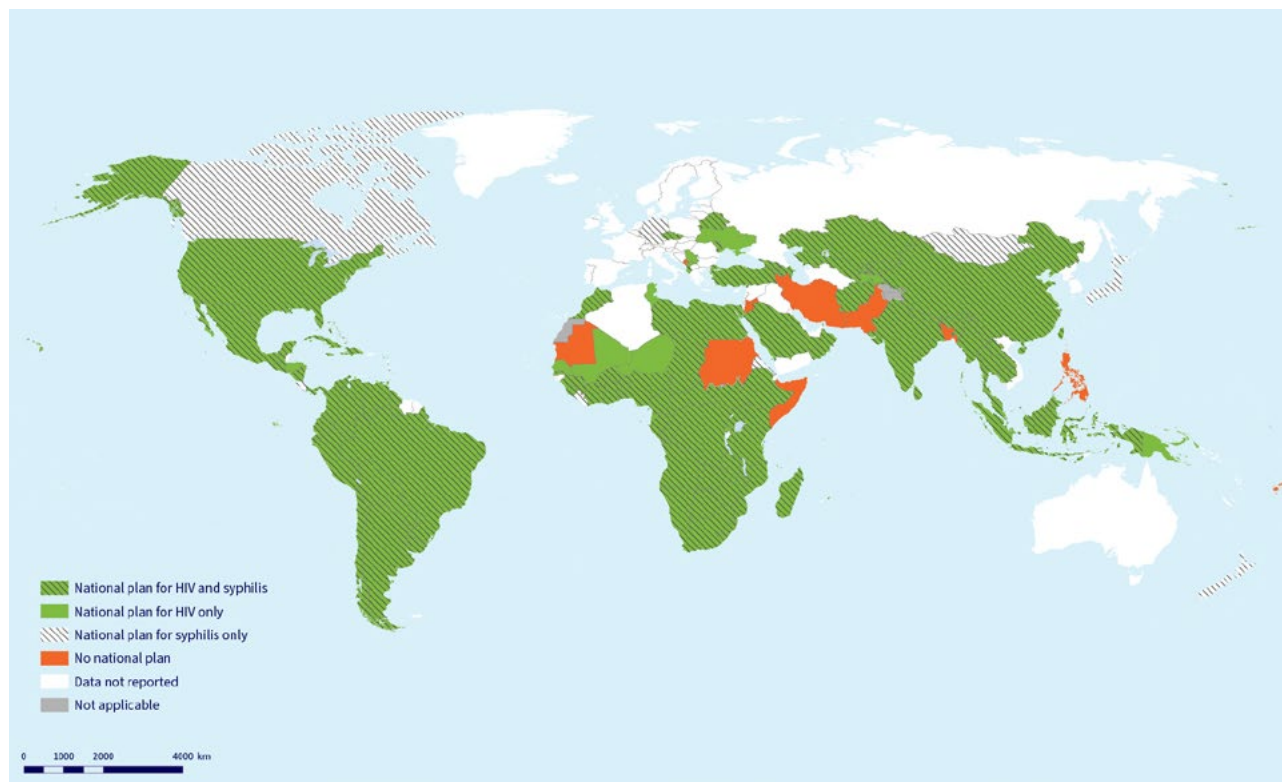 National plan for HIV and syphilis
National plan for HIV only
National plan for syphilis only
No national plan
Data not reported
Not applicable
0 1000 2000 4000 km